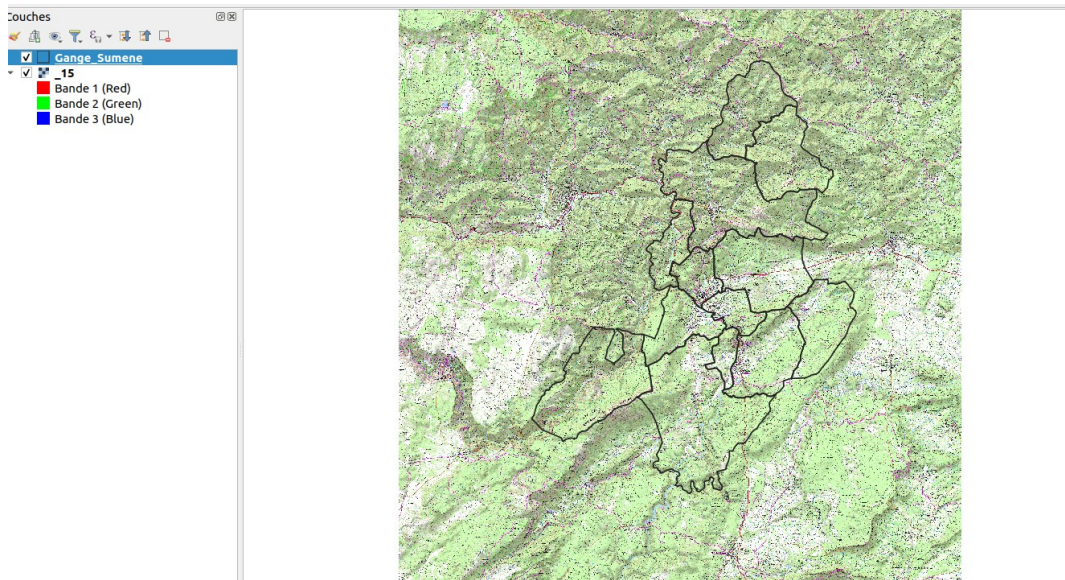 Couches
Gange_Sumene
_15
Bande 1 (Red)
Bande 2 (Green)
Bande 3 (Blue)